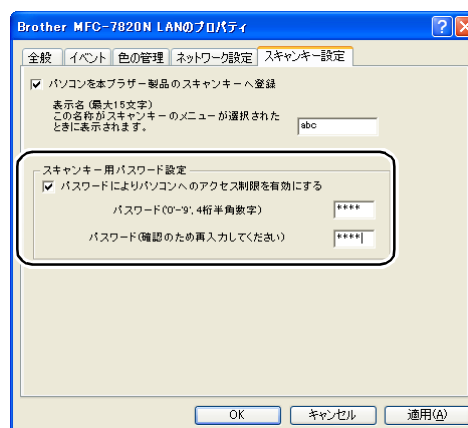 Brother MFC-7820N LANのプロパティ
全般 イベント 色の管理 ネットワーク設定 スキャンキー設定
パソコンを本ブラザー製品のスキャンキーへ登録
表示名(最大15文字)
この名称がスキャンキーのメニューが選択された
ときに表示されます。
abc
スキャンキー用パスワード設定
パスワードによりパソコンへのアクセス制限を有効にする
パスワード('0'-'9', 4桁半角数字) ****
パスワード(確認のため再入力してください) ****
OK キャンセル 適用(A)